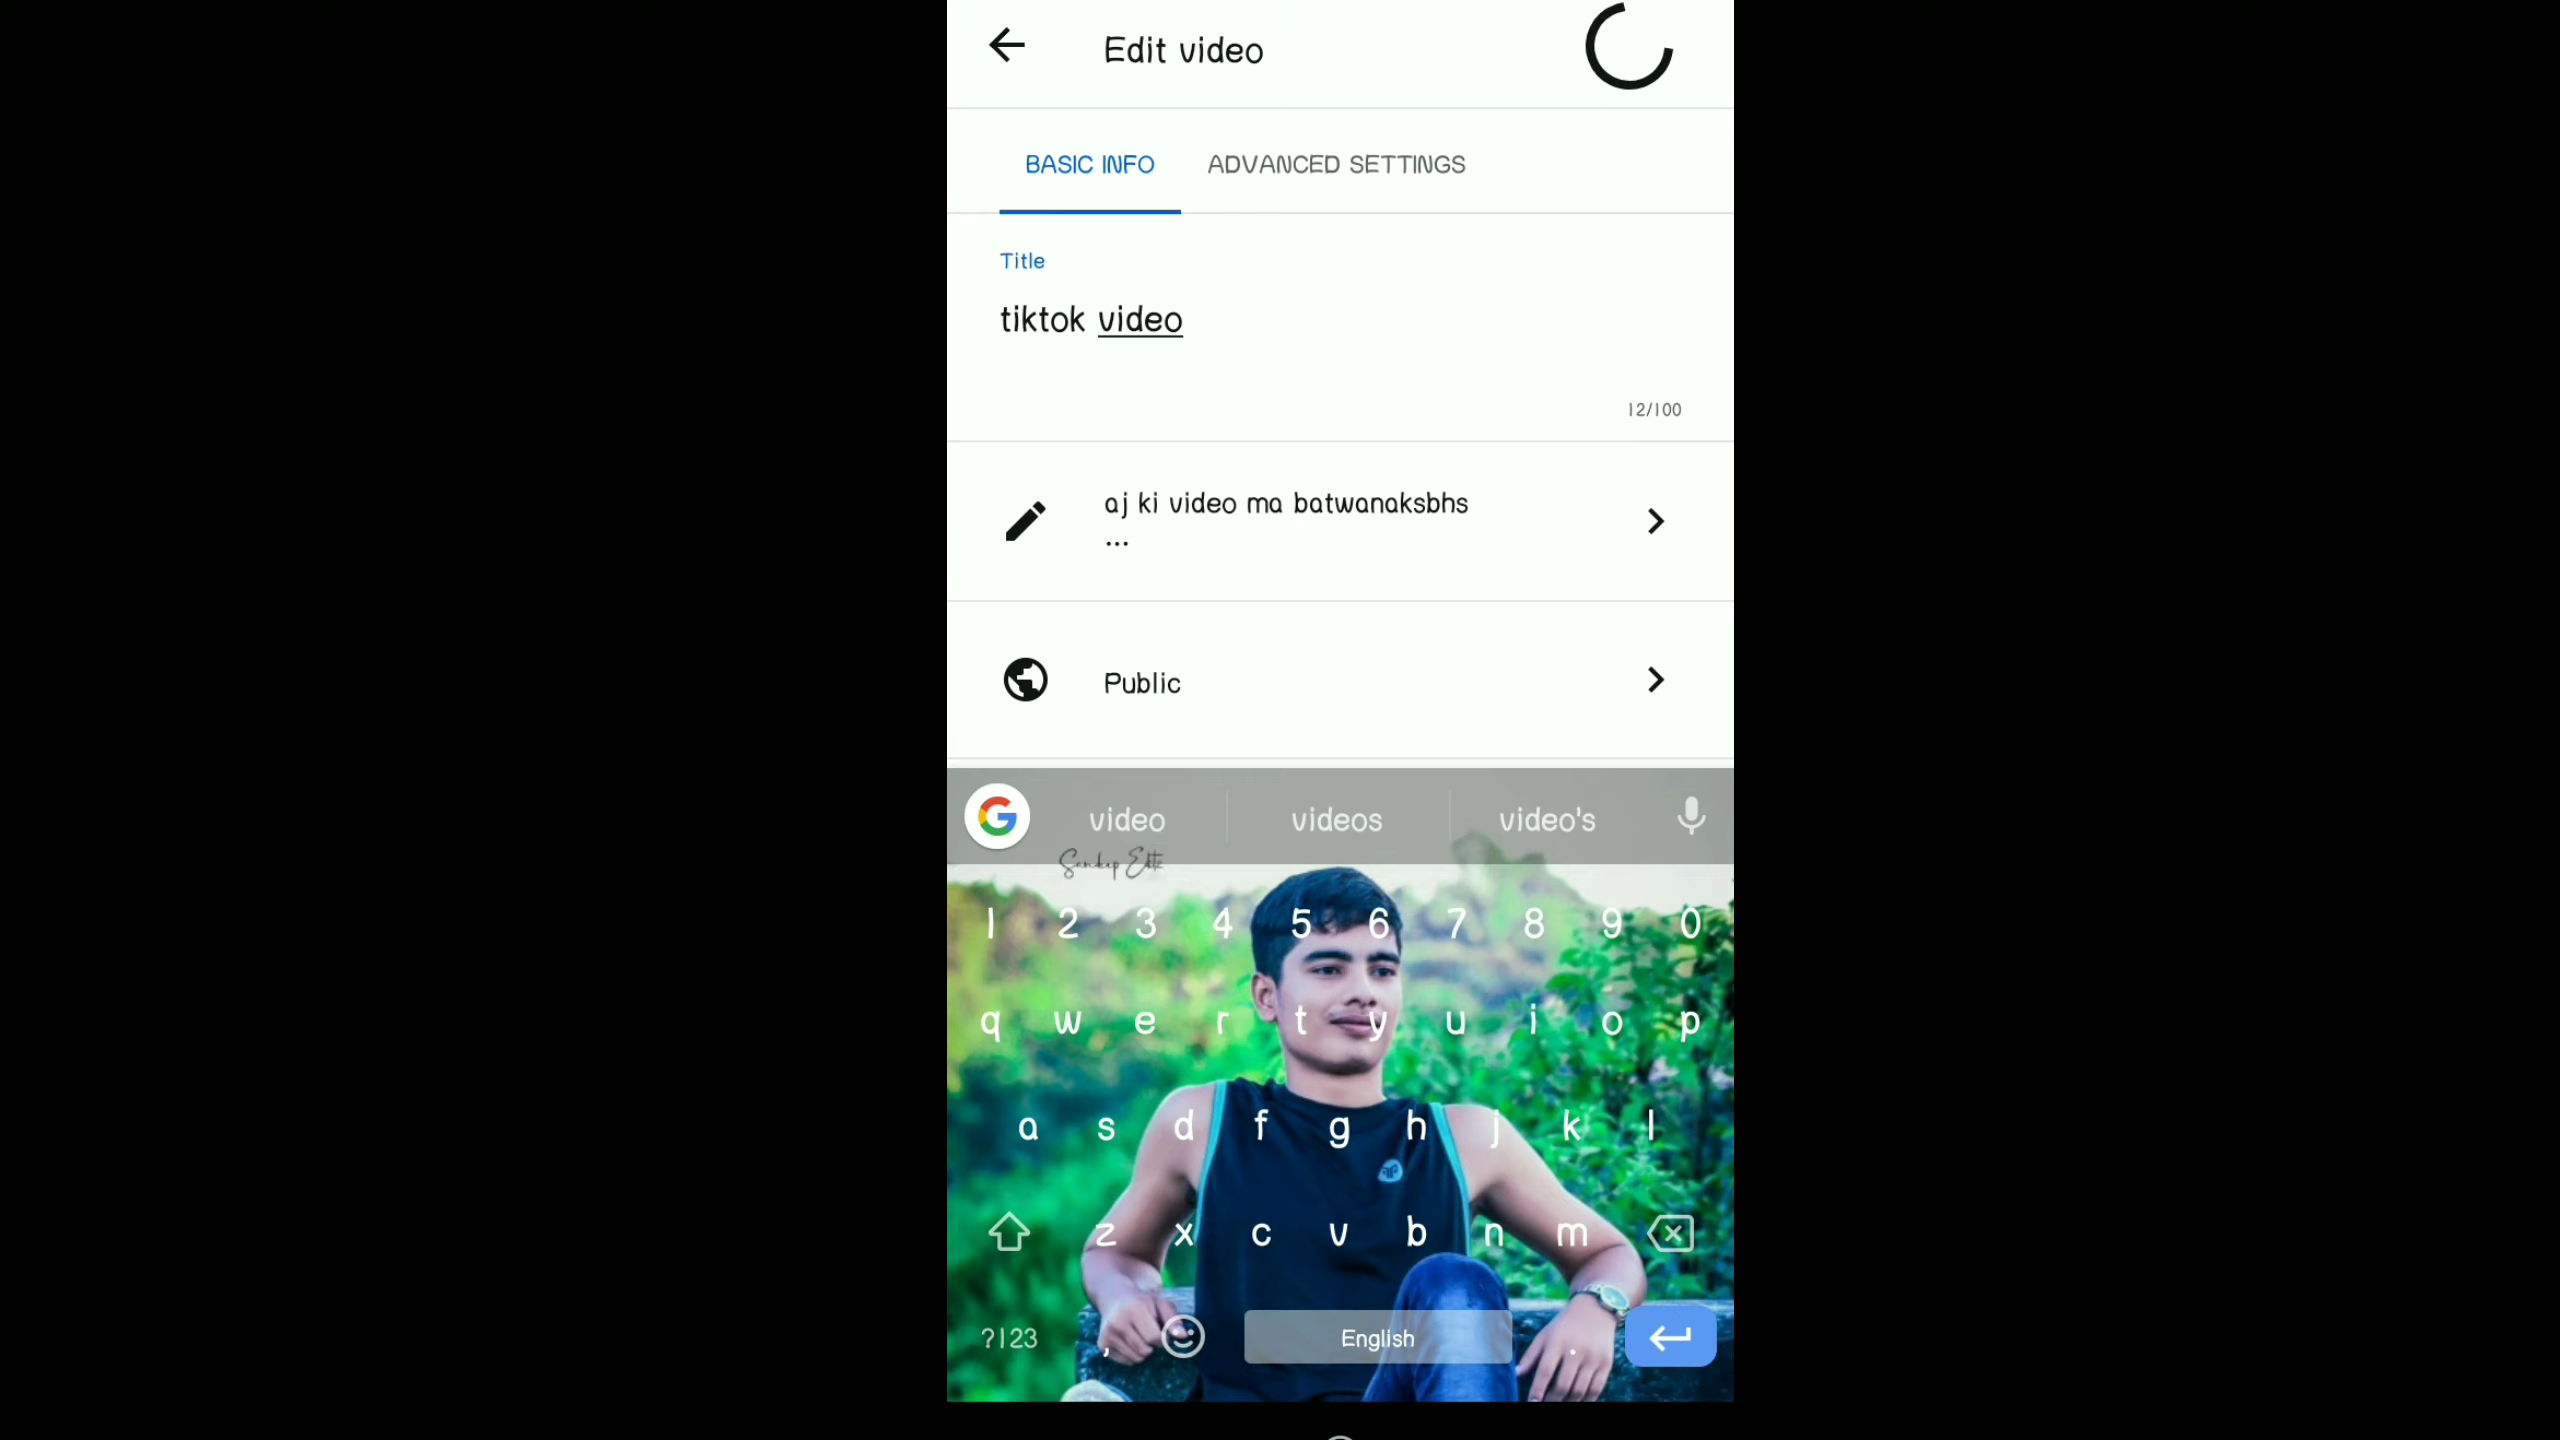 Edit video
BASIC INFO ADVANCED SETTINGS
Title
tiktok video
12/100
aj ki video ma batwanaksbhs
...
Public
video videos video's
1 2 3 4 5 6 7 8 9 0
q w e r t y u i o p
a s d f g h j k l
z x c v b n m
?123 , English .